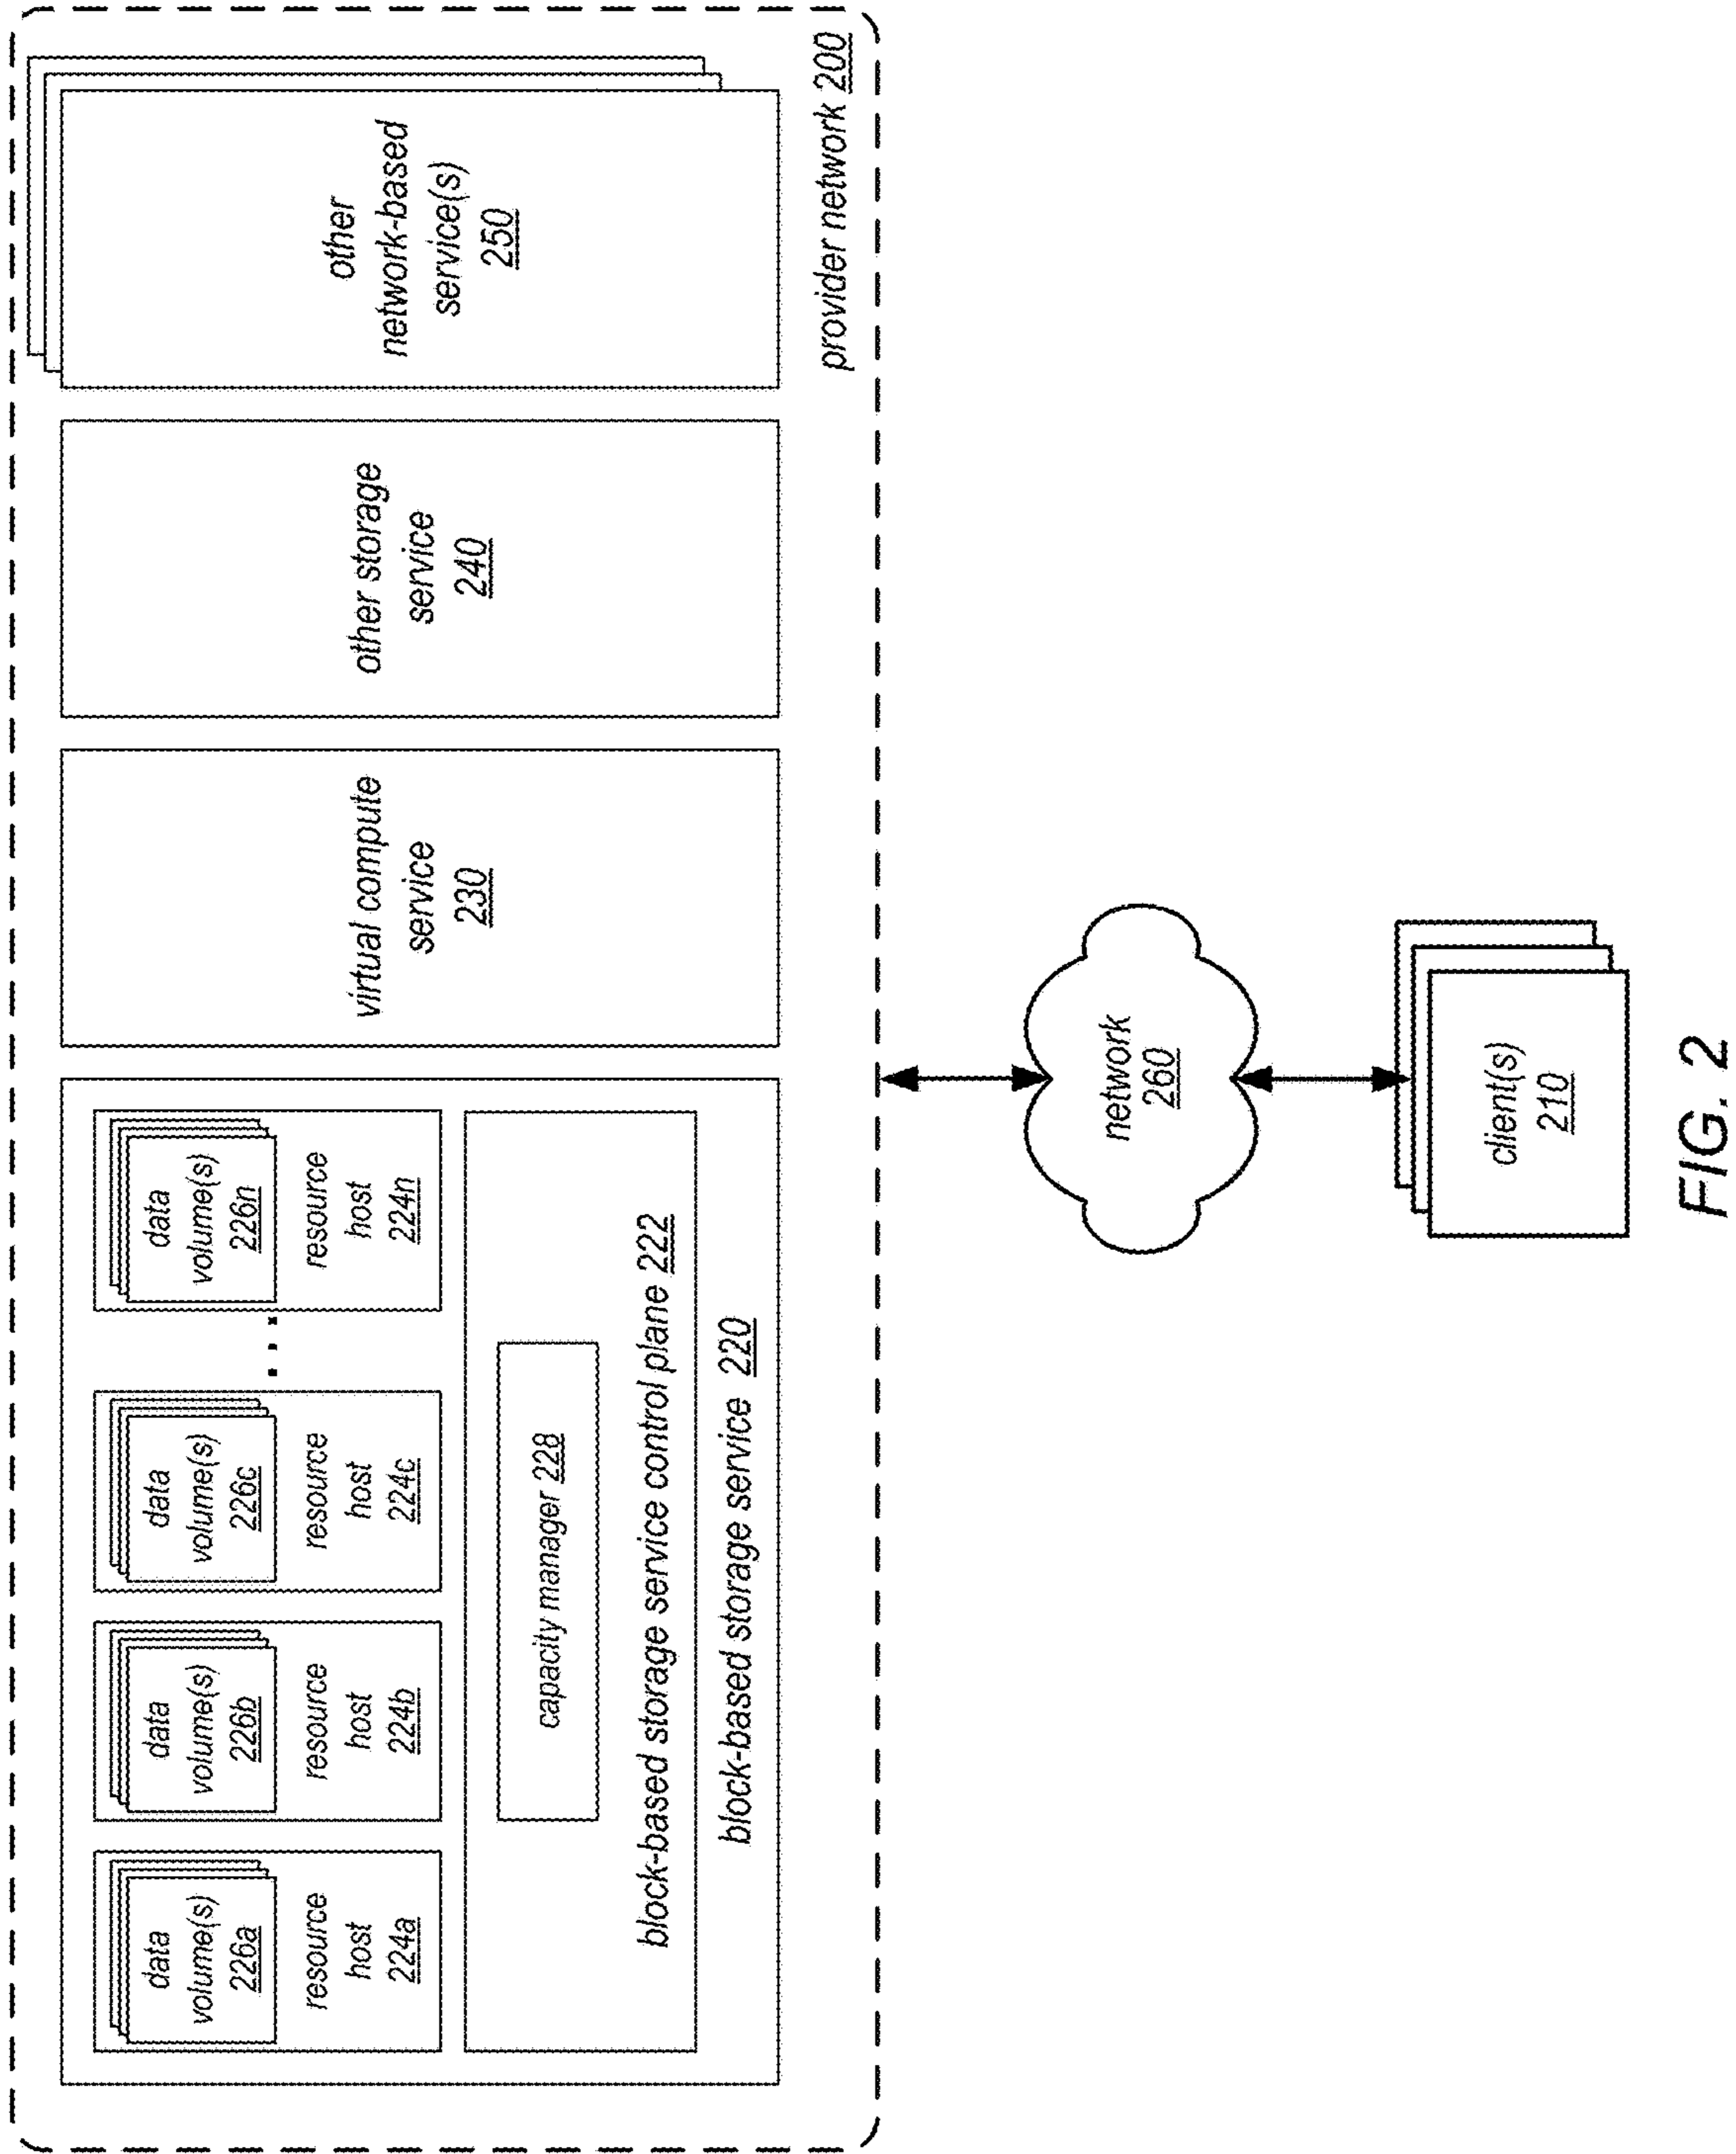 data
volume(s)
226a
resource
host
224a
data
volume(s)
226b
resource
host
224b
data
volume(s)
226c
resource
host
224c
...
data
volume(s)
226n
resource
host
224n
capacity manager 228
block-based storage service control plane 222
block-based storage service 220
virtual compute
service
230
other storage
service
240
other
network-based
service(s)
250
provider network 200
network
260
client(s)
210
FIG. 2